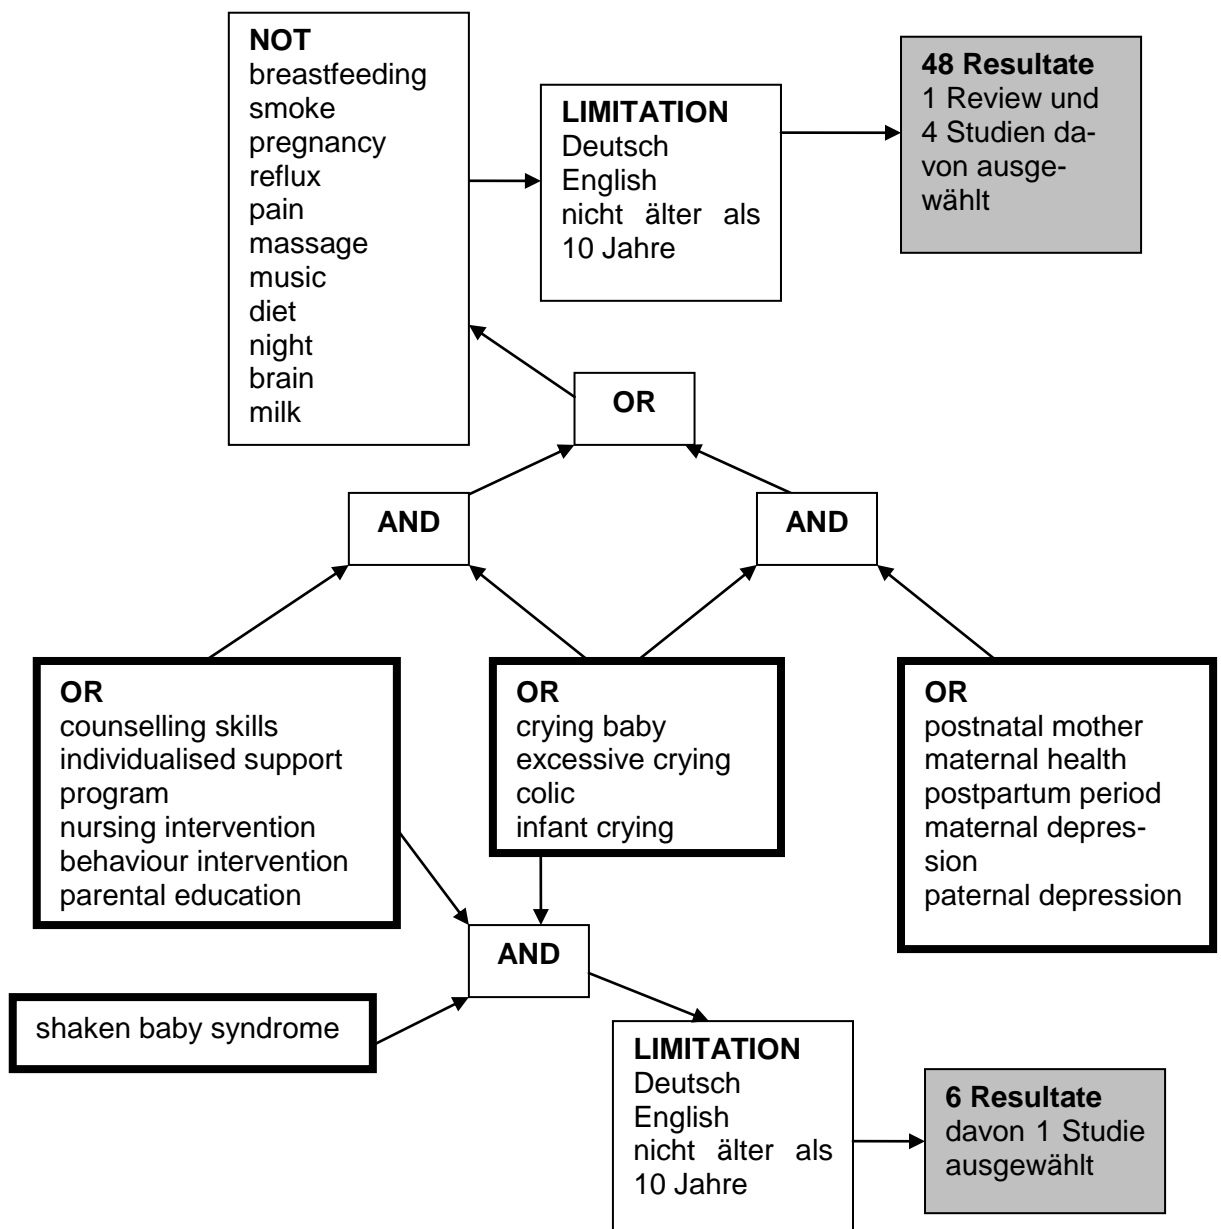 NOT
breastfeeding
smoke
pregnancy
reflux
pain
massage
music
diet
night
brain
milk
LIMITATION
Deutsch
English
nicht älter als
10 Jahre
48 Resultate
1 Review und
4 Studien da-
von ausge-
wählt
OR
AND
AND
OR
counselling skills
individualised support
program
nursing intervention
behaviour intervention
parental education
OR
crying baby
excessive crying
colic
infant crying
OR
postnatal mother
maternal health
postpartum period
maternal depres-
sion
paternal depression
AND
shaken baby syndrome
LIMITATION
Deutsch
English
nicht älter als
10 Jahre
6 Resultate
davon 1 Studie
ausgewählt